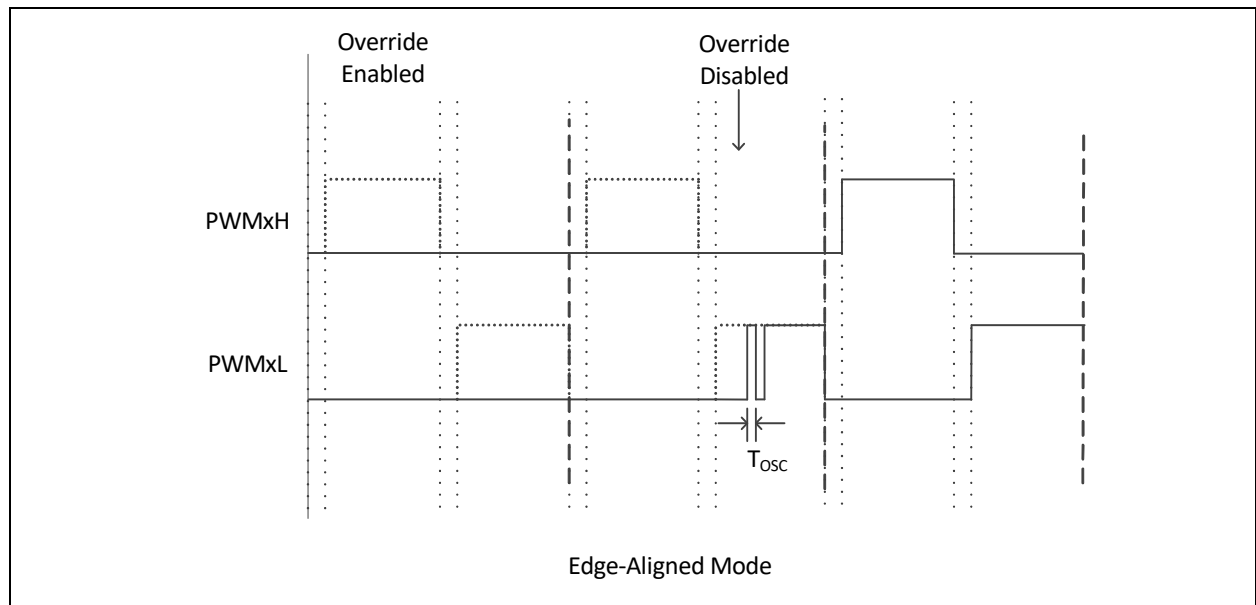 Override
Enabled
Override
Disabled
PWMxH
PWMxL
TOSC
Edge-Aligned Mode